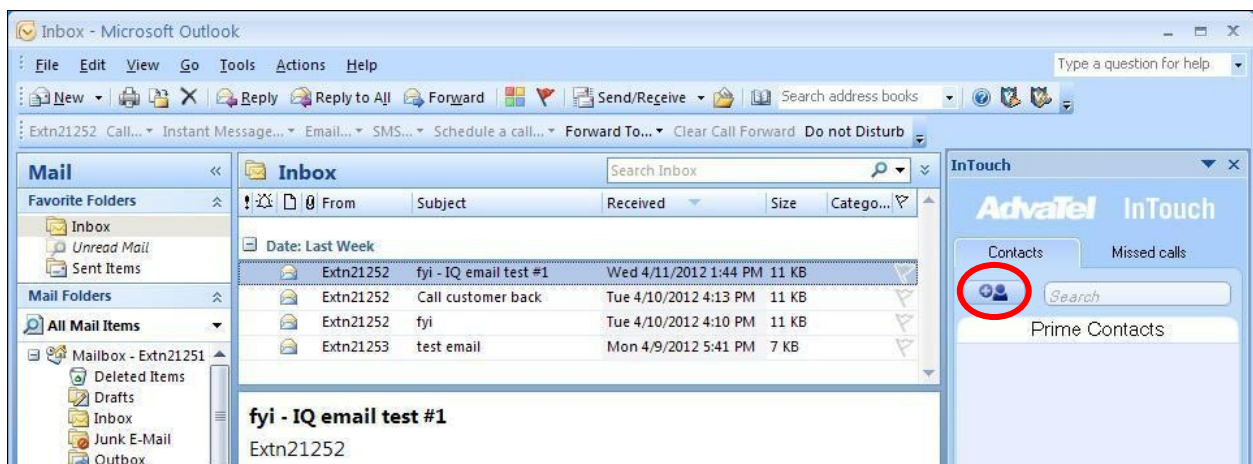 Inbox - Microsoft Outlook
File Edit View Go Tools Actions Help Type a question for help
New Reply Reply to All Forward Send/Receive Search address books
Extn21252 Call... Instant Message... Email... SMS... Schedule a call... Forward To... Clear Call Forward Do not Disturb
Mail «
Favorite Folders
Inbox
Unread Mail
Sent Items
Mail Folders
All Mail Items
Mailbox - Extn21251
Deleted Items
Drafts
Inbox
Junk E-Mail
Outbox
Inbox Search Inbox
! From Subject Received Size Catego...
Date: Last Week
Extn21252 fyi - IQ email test #1 Wed 4/11/2012 1:44 PM 11 KB
Extn21252 Call customer back Tue 4/10/2012 4:13 PM 11 KB
Extn21252 fyi Tue 4/10/2012 4:10 PM 11 KB
Extn21253 test email Mon 4/9/2012 5:41 PM 7 KB
fyi - IQ email test #1
Extn21252
InTouch
AdvaTel InTouch
Contacts Missed calls
Search
Prime Contacts